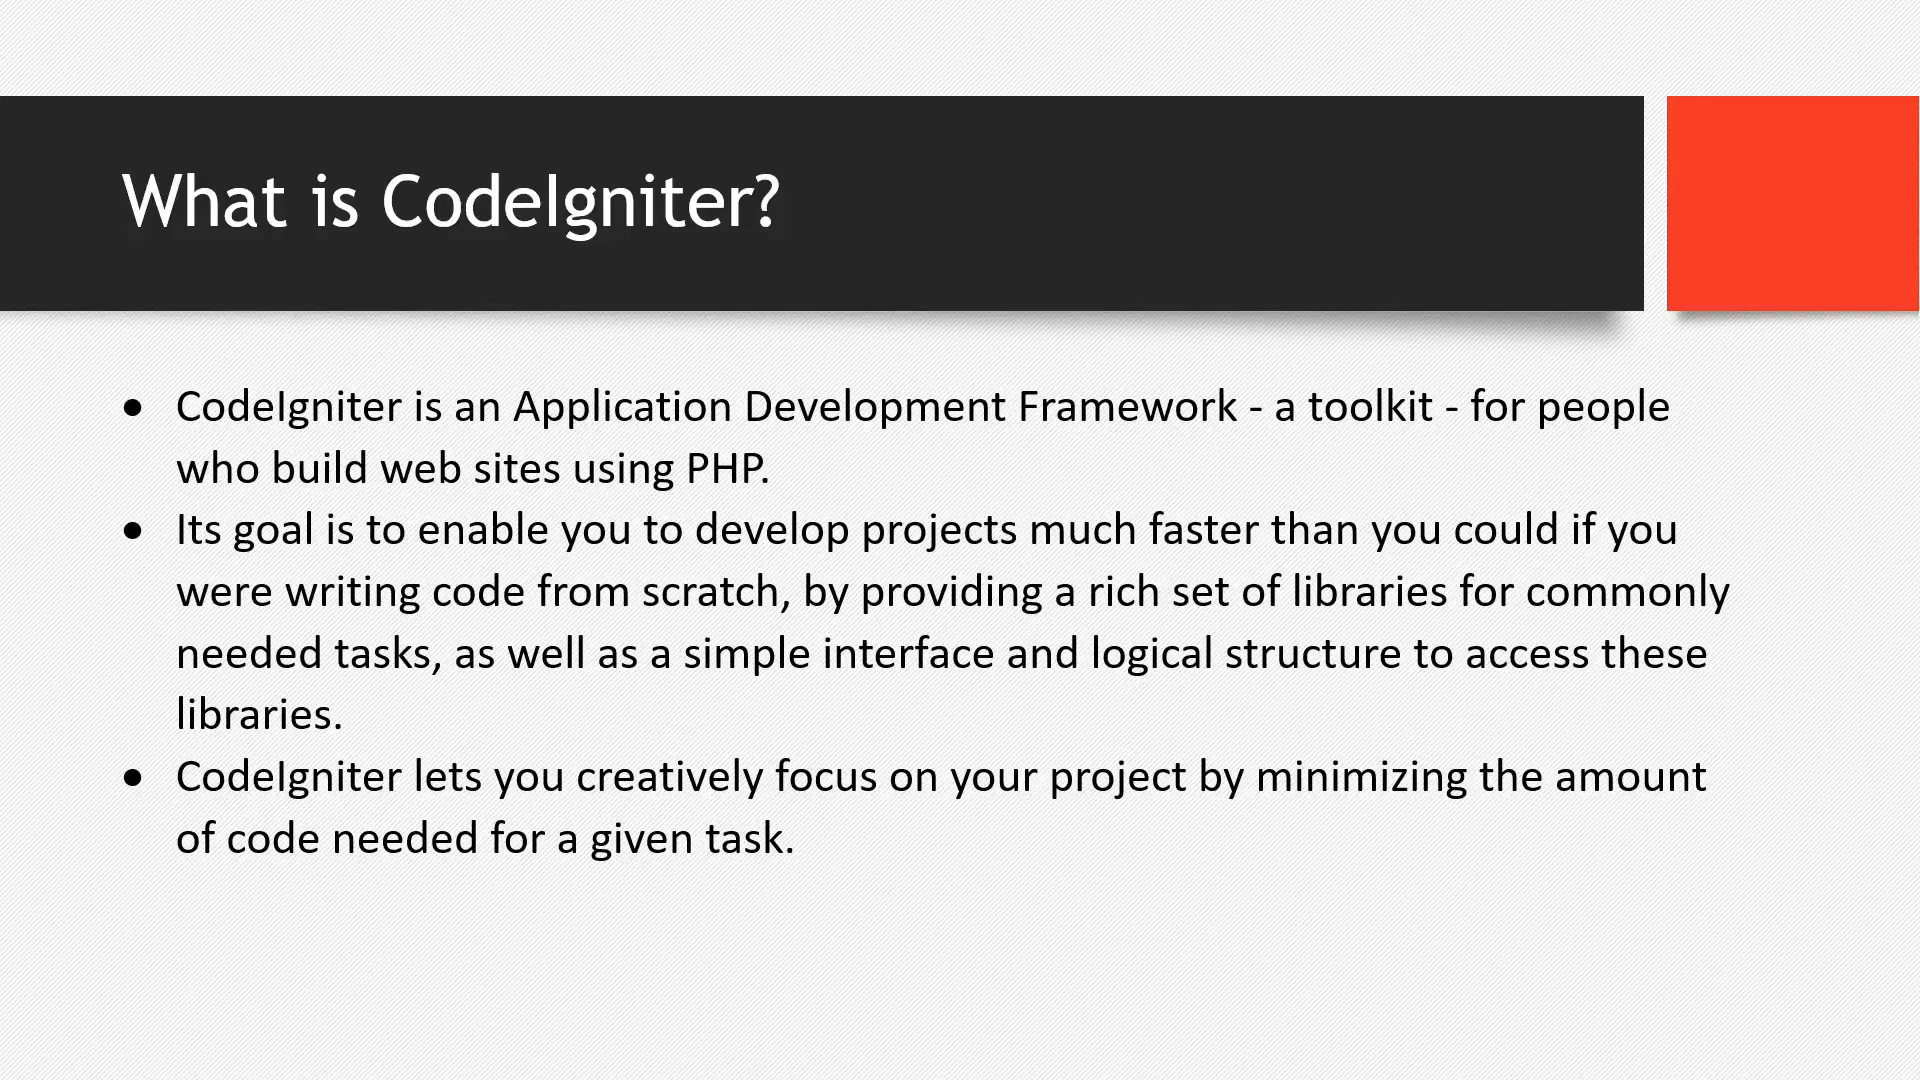 What is CodeIgniter?
● CodeIgniter is an Application Development Framework - a toolkit - for people
who build web sites using PHP.
● Its goal is to enable you to develop projects much faster than you could if you
were writing code from scratch, by providing a rich set of libraries for commonly
needed tasks, as well as a simple interface and logical structure to access these
libraries.
● CodeIgniter lets you creatively focus on your project by minimizing the amount
of code needed for a given task.